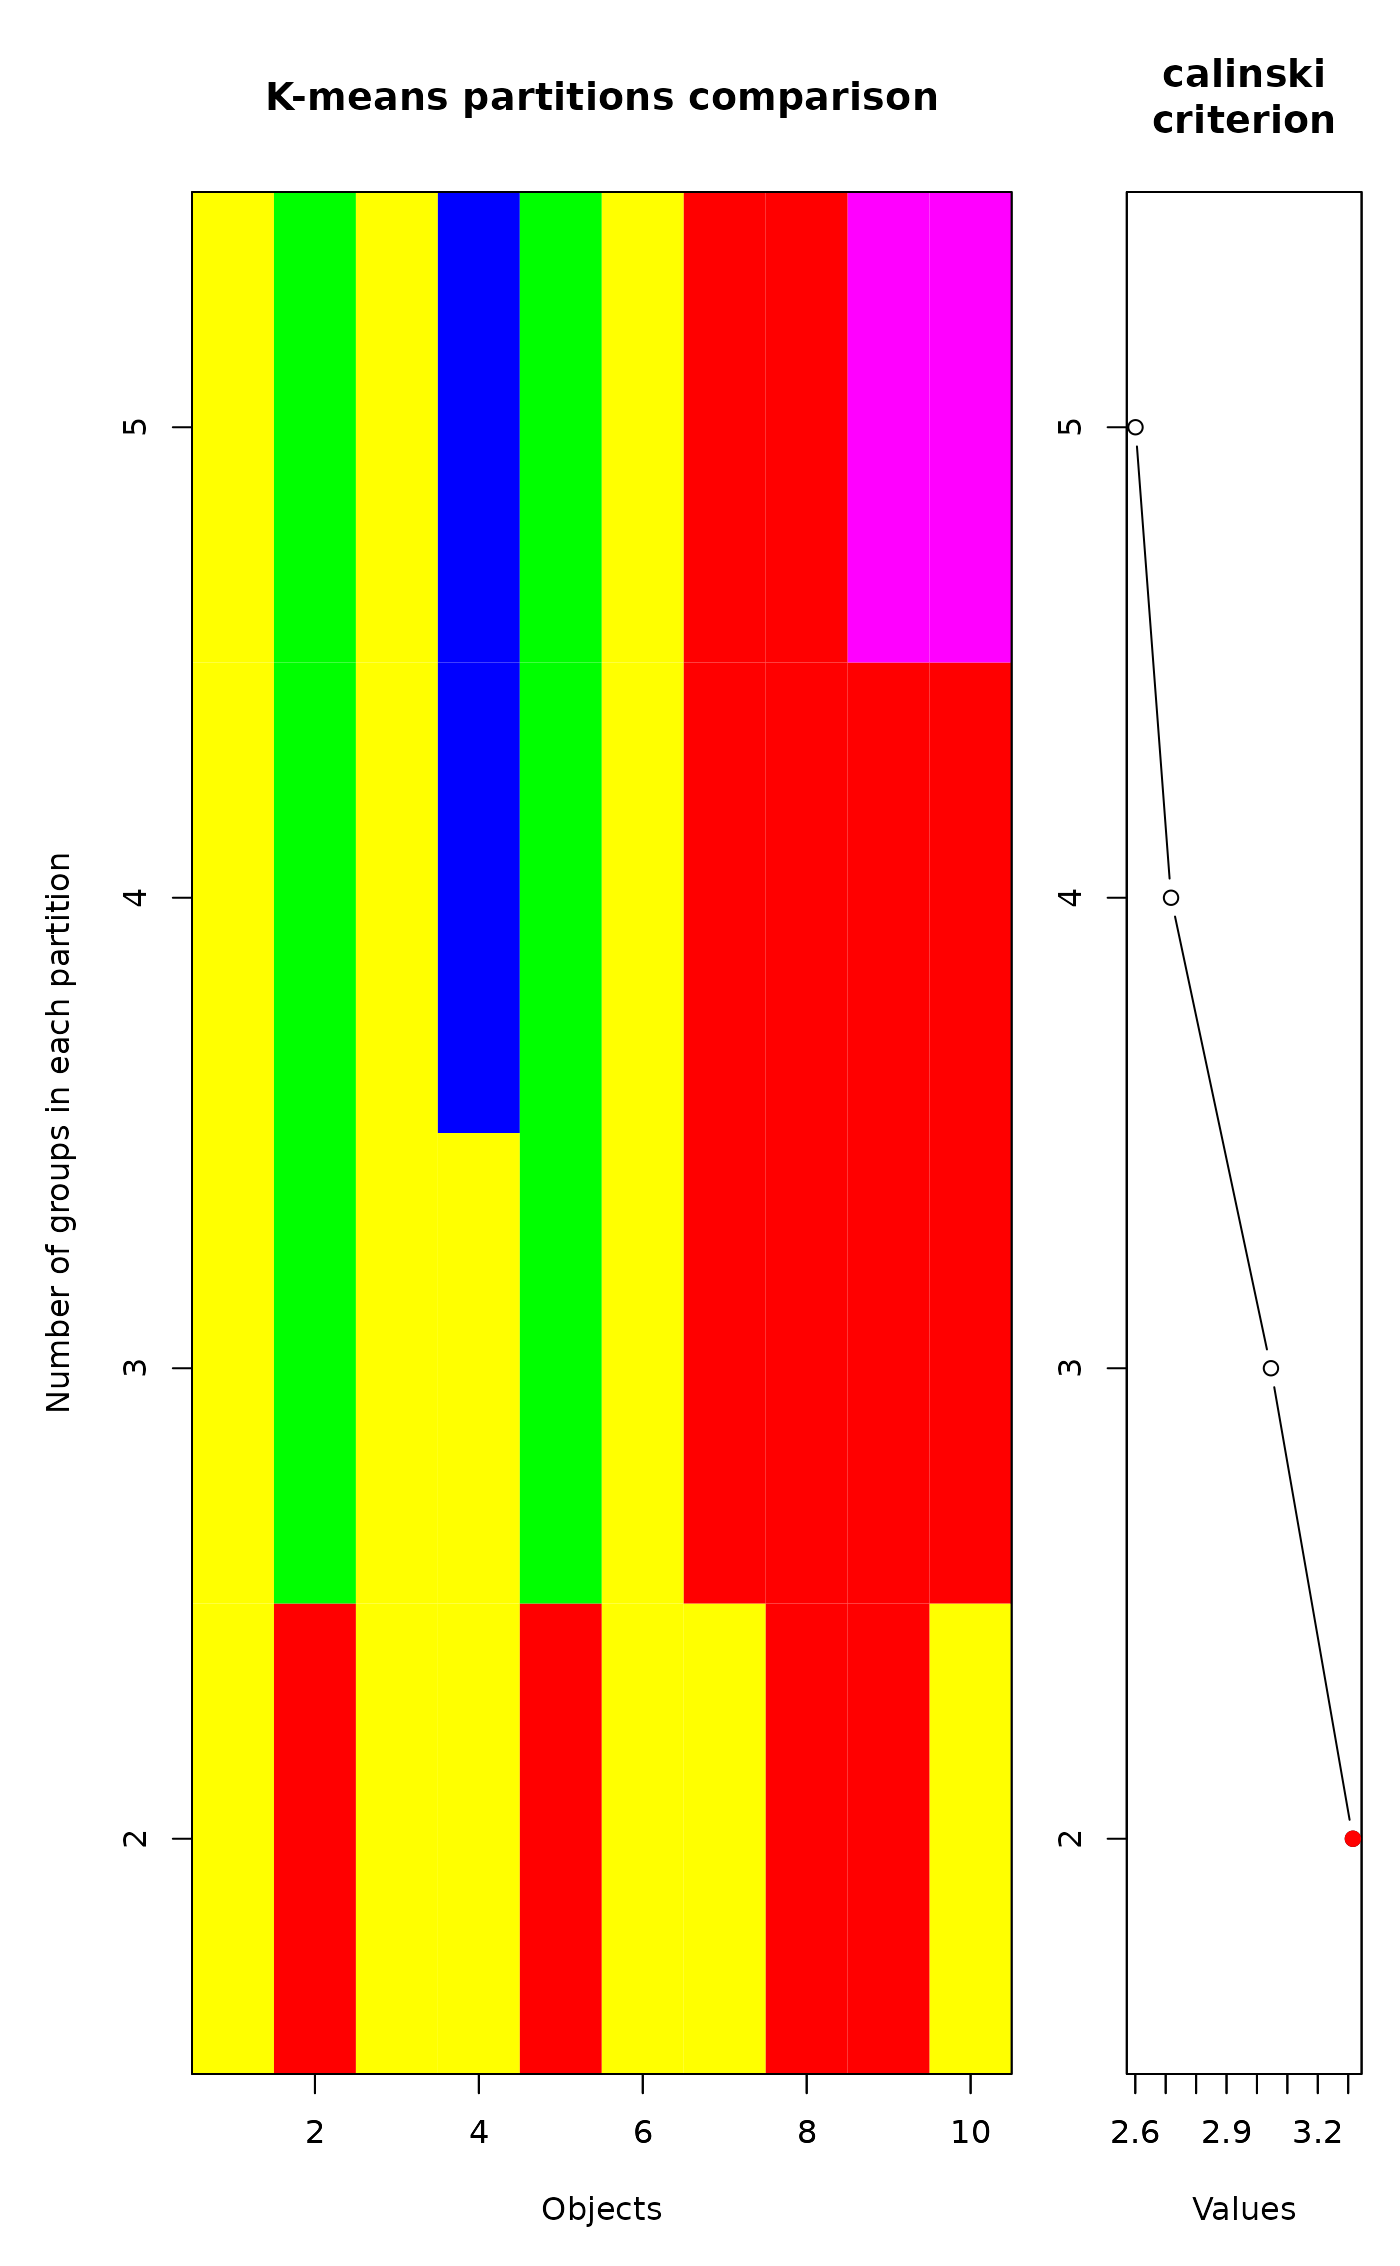 K-means partitions comparison
calinski
criterion
Number of groups in each partition
5
4
3
2
2 4 6 8 10
Objects
5
4
3
2
2.6 2.9 3.2
Values